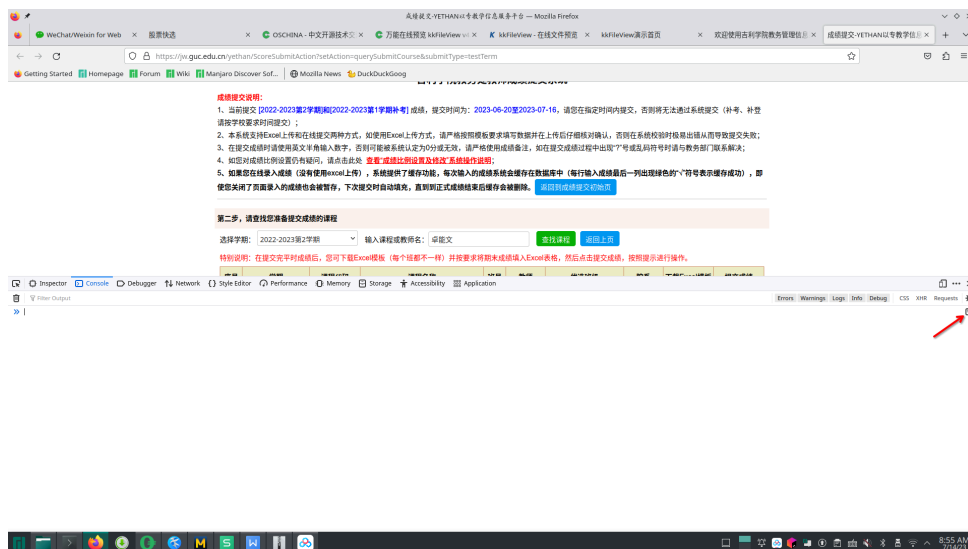 成绩提交-YETHAN以专教学信息服务平台 — Mozilla Firefox
WeChat/Weixin for Web
股票快选
OSCHINA - 中文开源技术交
万能在线预览 kkFileView v4
kkFileView - 在线文件预览
kkFileView演示首页
欢迎使用吉利学院教务管理信息
成绩提交-YETHAN以专教学信息
https://jw.guc.edu.cn/yethan/ScoreSubmitAction?setAction=querySubmitCourse&submitType=testTerm
Getting Started Homepage Forum Wiki Manjaro Discover Sof... Mozilla News DuckDuckGoog
成绩提交说明：
1、当前提交 [2022-2023第2学期]和[2022-2023第1学期补考] 成绩，提交时间为：2023-06-20至2023-07-16，请您在指定时间内提交，否则将无法通过系统提交（补考、补登
请按学校要求时间提交）；
2、本系统支持Excel上传和在线提交两种方式，如使用Excel上传方式，请严格按照模板要求填写数据并在上传后仔细核对确认，否则在系统校验时极易出错从而导致提交失败；
3、在提交成绩时请使用英文半角输入数字，否则可能被系统认定为0分或无效，请严格使用成绩备注，如在提交成绩过程中出现"?"号或乱码符号时请与教务部门联系解决；
4、如您对成绩比例设置仍有疑问，请点击此处 查看"成绩比例设置及修改"系统操作说明；
5、如果您在线录入成绩（没有使用excel上传），系统提供了缓存功能，每次输入的成绩系统会缓存在数据库中（每行输入成绩最后一列出现绿色的"√"符号表示缓存成功），即
使您关闭了页面录入的成绩也会被暂存，下次提交时自动填充，直到到正式成绩结束后缓存会被删除。 返回到成绩提交初始页
第二步，请查找您准备提交成绩的课程
选择学期： 2022-2023第2学期 输入课程或教师名： 卓能文 查找课程 返回上页
特别说明：在提交完平时成绩后，您可下载Excel模板（每个班都不一样）并按要求将期末成绩填入Excel表格，然后点击提交成绩，按照提示进行操作。
Inspector Console Debugger Network Style Editor Performance Memory Storage Accessibility Application
Filter Output Errors Warnings Logs Info Debug CSS XHR Requests
8:55 AM
7/14/23